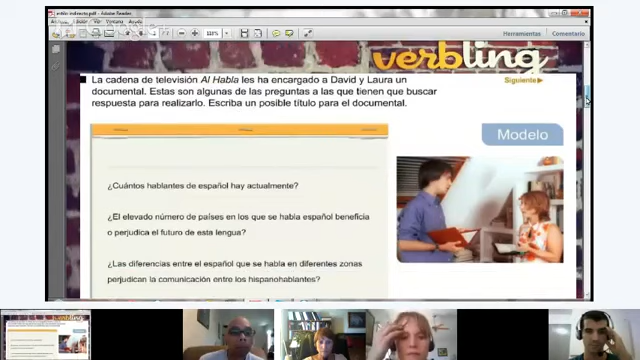 Herramientas
Comentario
verbling
La cadena de televisión Al Habla les ha encargado a David y Laura un
Siguiente
documental. Estas son algunas de las preguntas a las que tienen que buscar
respuesta para realizarlo. Escriba un posible título para el documental.
Modelo
¿Cuántos hablantes de español hay actualmente?
¿El elevado número de países en los que se habla español beneficia
o perjudica el futuro de esta lengua?
¿Las diferencias entre el español que se habla en diferentes zonas
perjudican la comunicación entre los hispanohablantes?
verbling